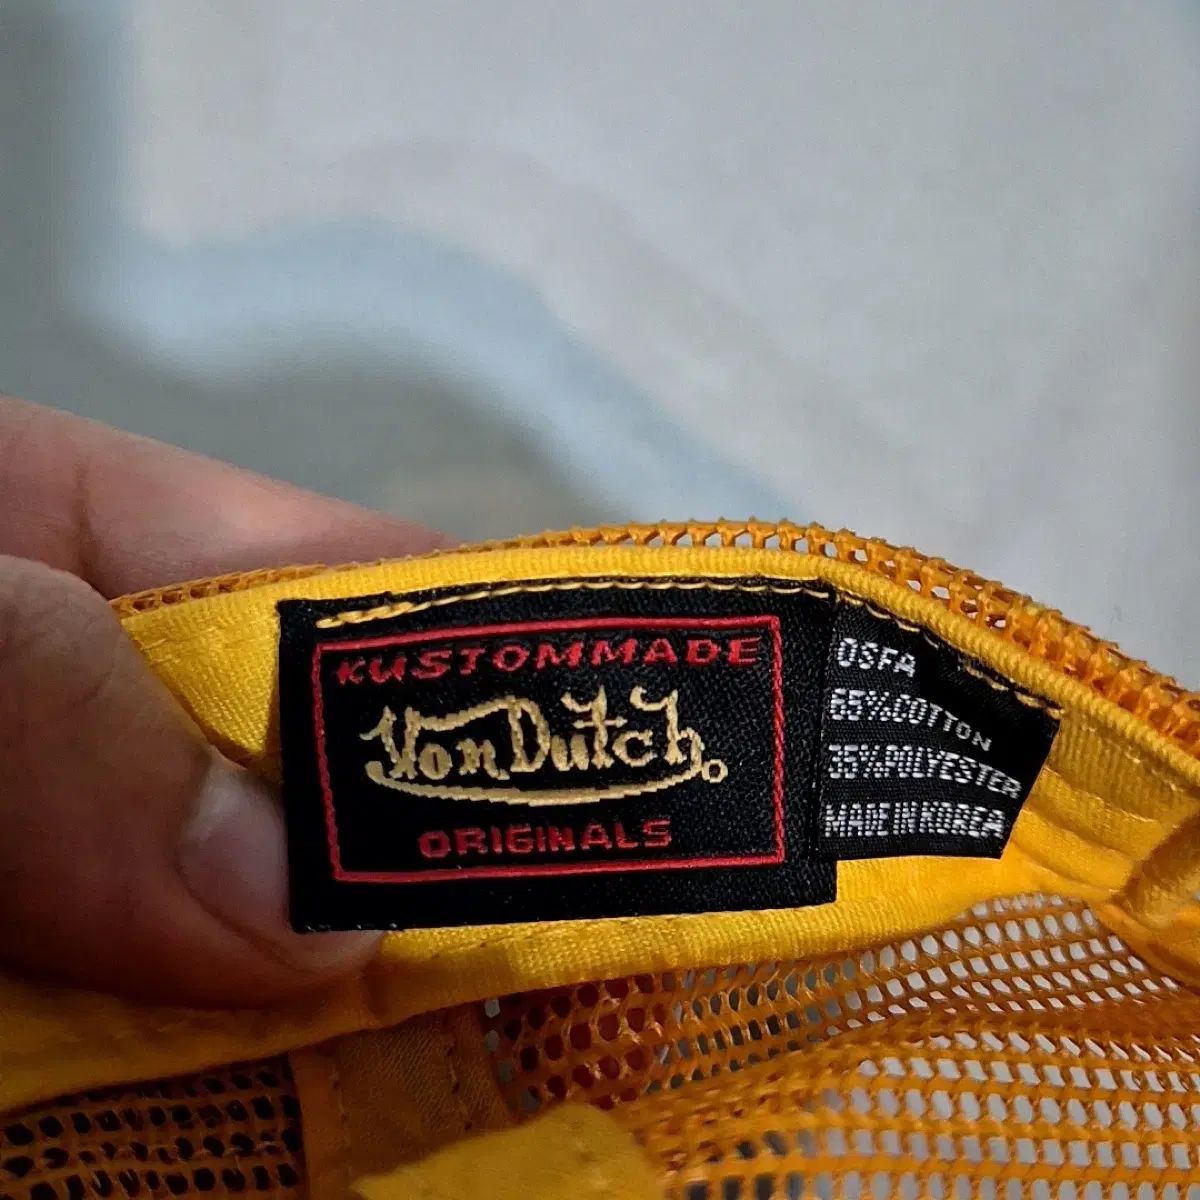 KUSTOMMADE
Von Dutch
ORIGINALS
OSFA
65%COTTON
35%POLYESTER
MADE IN KOREA